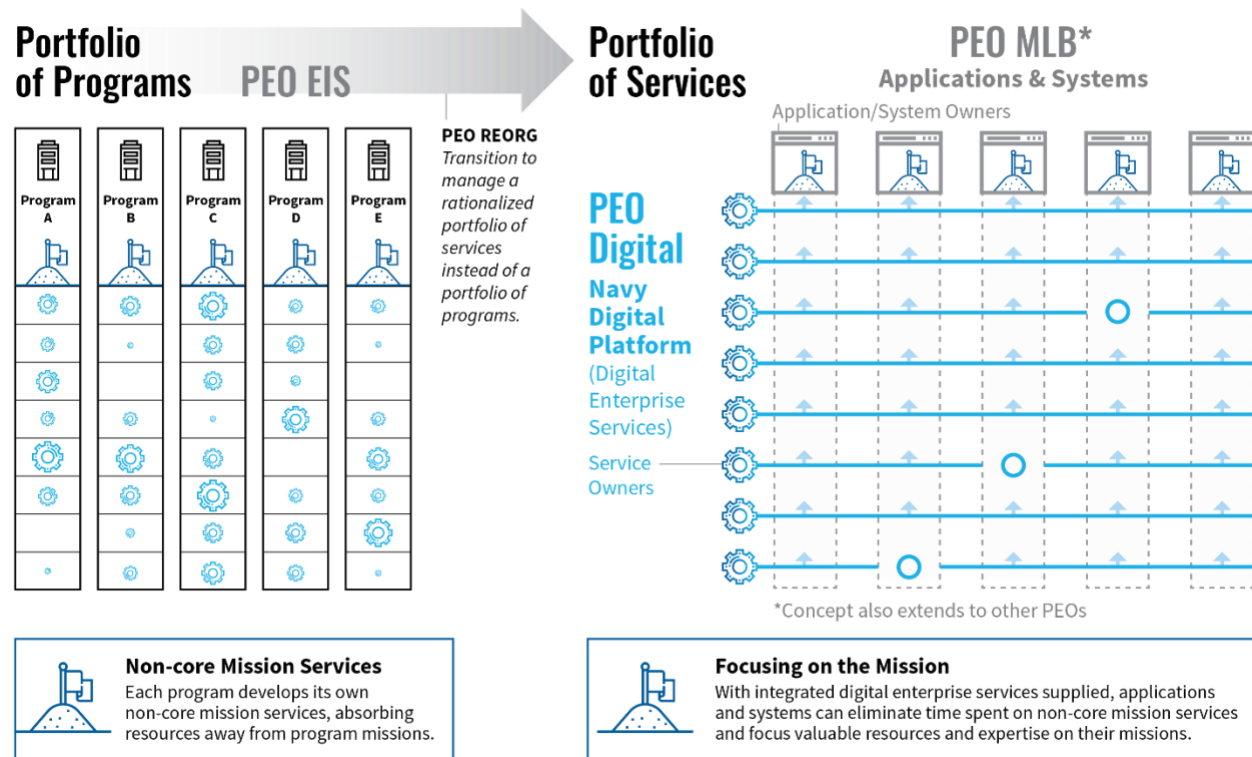 Portfolio
of Programs
PEO EIS
PEO REORG
Transition to
manage a
rationalized
portfolio of
services
instead of a
portfolio of
programs.
Program
A
Program
B
Program
C
Program
D
Program
E
Non-core Mission Services
Each program develops its own
non-core mission services, absorbing
resources away from program missions.
Portfolio
of Services
PEO MLB*
Applications & Systems
Application/System Owners
PEO
Digital
Navy
Digital
Platform
(Digital
Enterprise
Services)
Service
Owners
*Concept also extends to other PEOs
Focusing on the Mission
With integrated digital enterprise services supplied, applications
and systems can eliminate time spent on non-core mission services
and focus valuable resources and expertise on their missions.